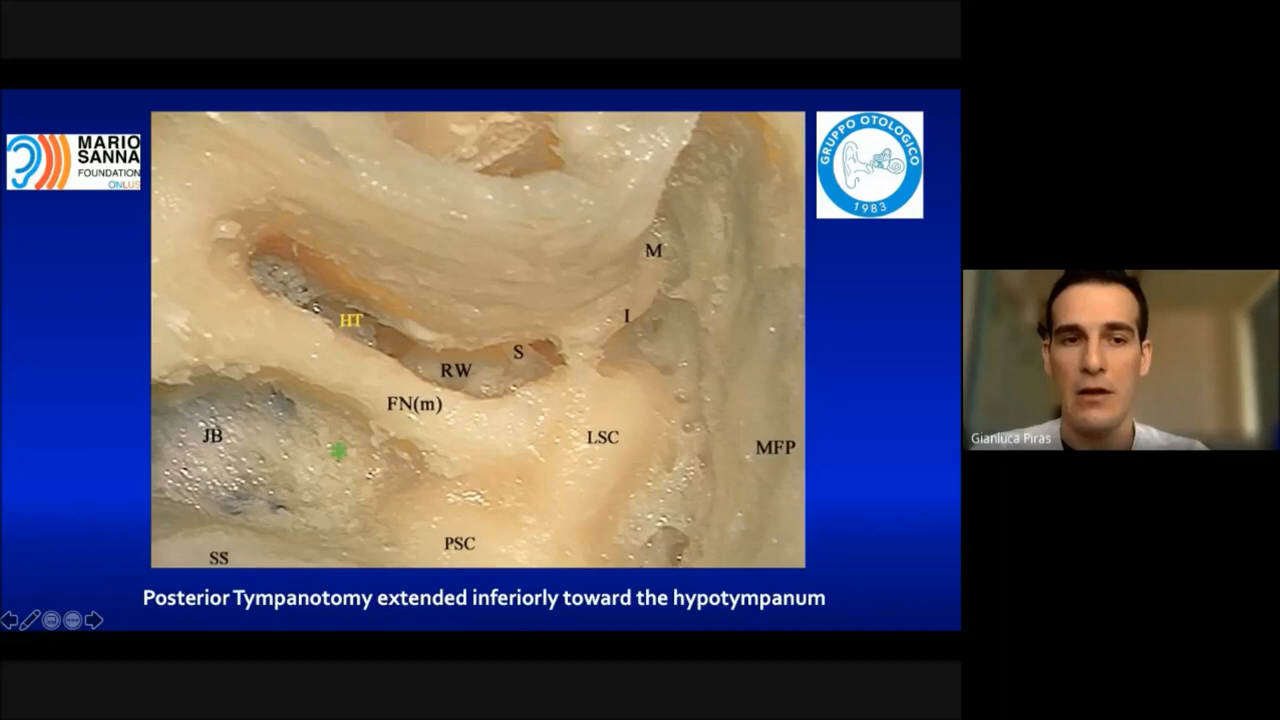 MARIO
SANNA
FOUNDATION
ONLUS
GRUPPO OTOLOGICO
1983
M
I
HT
S
RW
FN(m)
JB
LSC
MFP
PSC
SS
Posterior Tympanotomy extended inferiorly toward the hypotympanum
Gianluca Piras